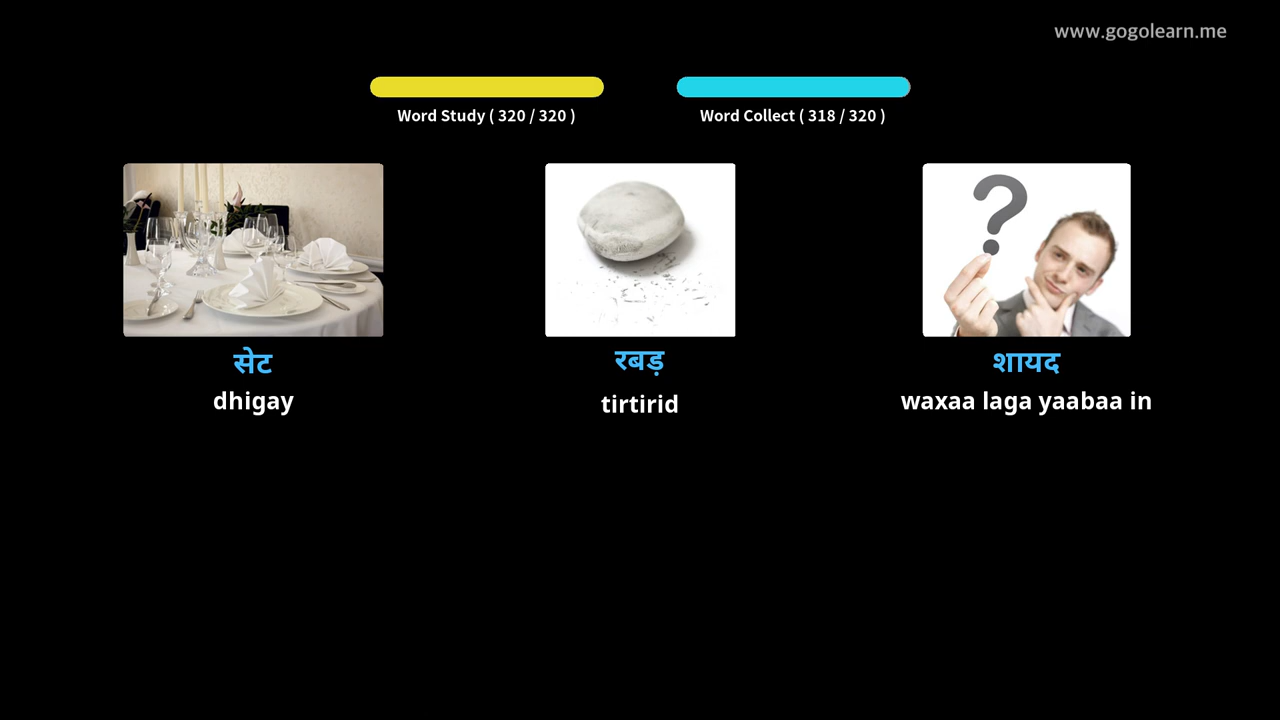 www.gogolearn.me
Word Study ( 320 / 320 )
Word Collect ( 318 / 320 )
सेट
रबड़
शायद
dhigay
tirtirid
waxaa laga yaabaa in